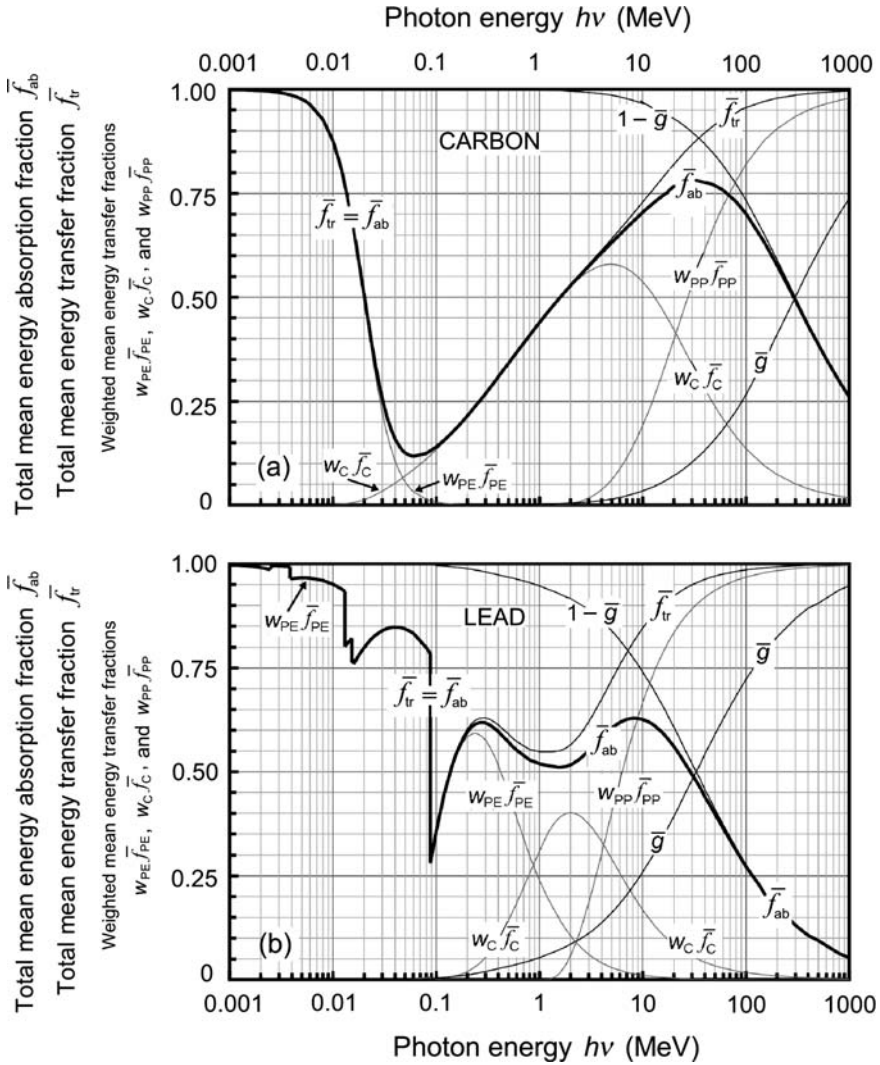 Photon energy hν (MeV)
0.001 0.01 0.1 1 10 100 1000
Total mean energy absorption fraction f̄ab
Total mean energy transfer fraction f̄tr
Weighted mean energy transfer fractions
wPE f̄PE, wC f̄C, and wPP f̄PP
1.00
0.75
0.50
0.25
0
CARBON
1 – ḡ
f̄tr
f̄tr = f̄ab
f̄ab
wPP f̄PP
wC f̄C
ḡ
(a)
wC f̄C
wPE f̄PE
Total mean energy absorption fraction f̄ab
Total mean energy transfer fraction f̄tr
Weighted mean energy transfer fractions
wPE f̄PE, wC f̄C, and wPP f̄PP
1.00
0.75
0.50
0.25
0
wPE f̄PE
LEAD
1 – ḡ
f̄tr
ḡ
f̄tr = f̄ab
f̄ab
wPE f̄PE
wPP f̄PP
ḡ
f̄ab
(b)
wC f̄C
wC f̄C
0.001 0.01 0.1 1 10 100 1000
Photon energy hν (MeV)